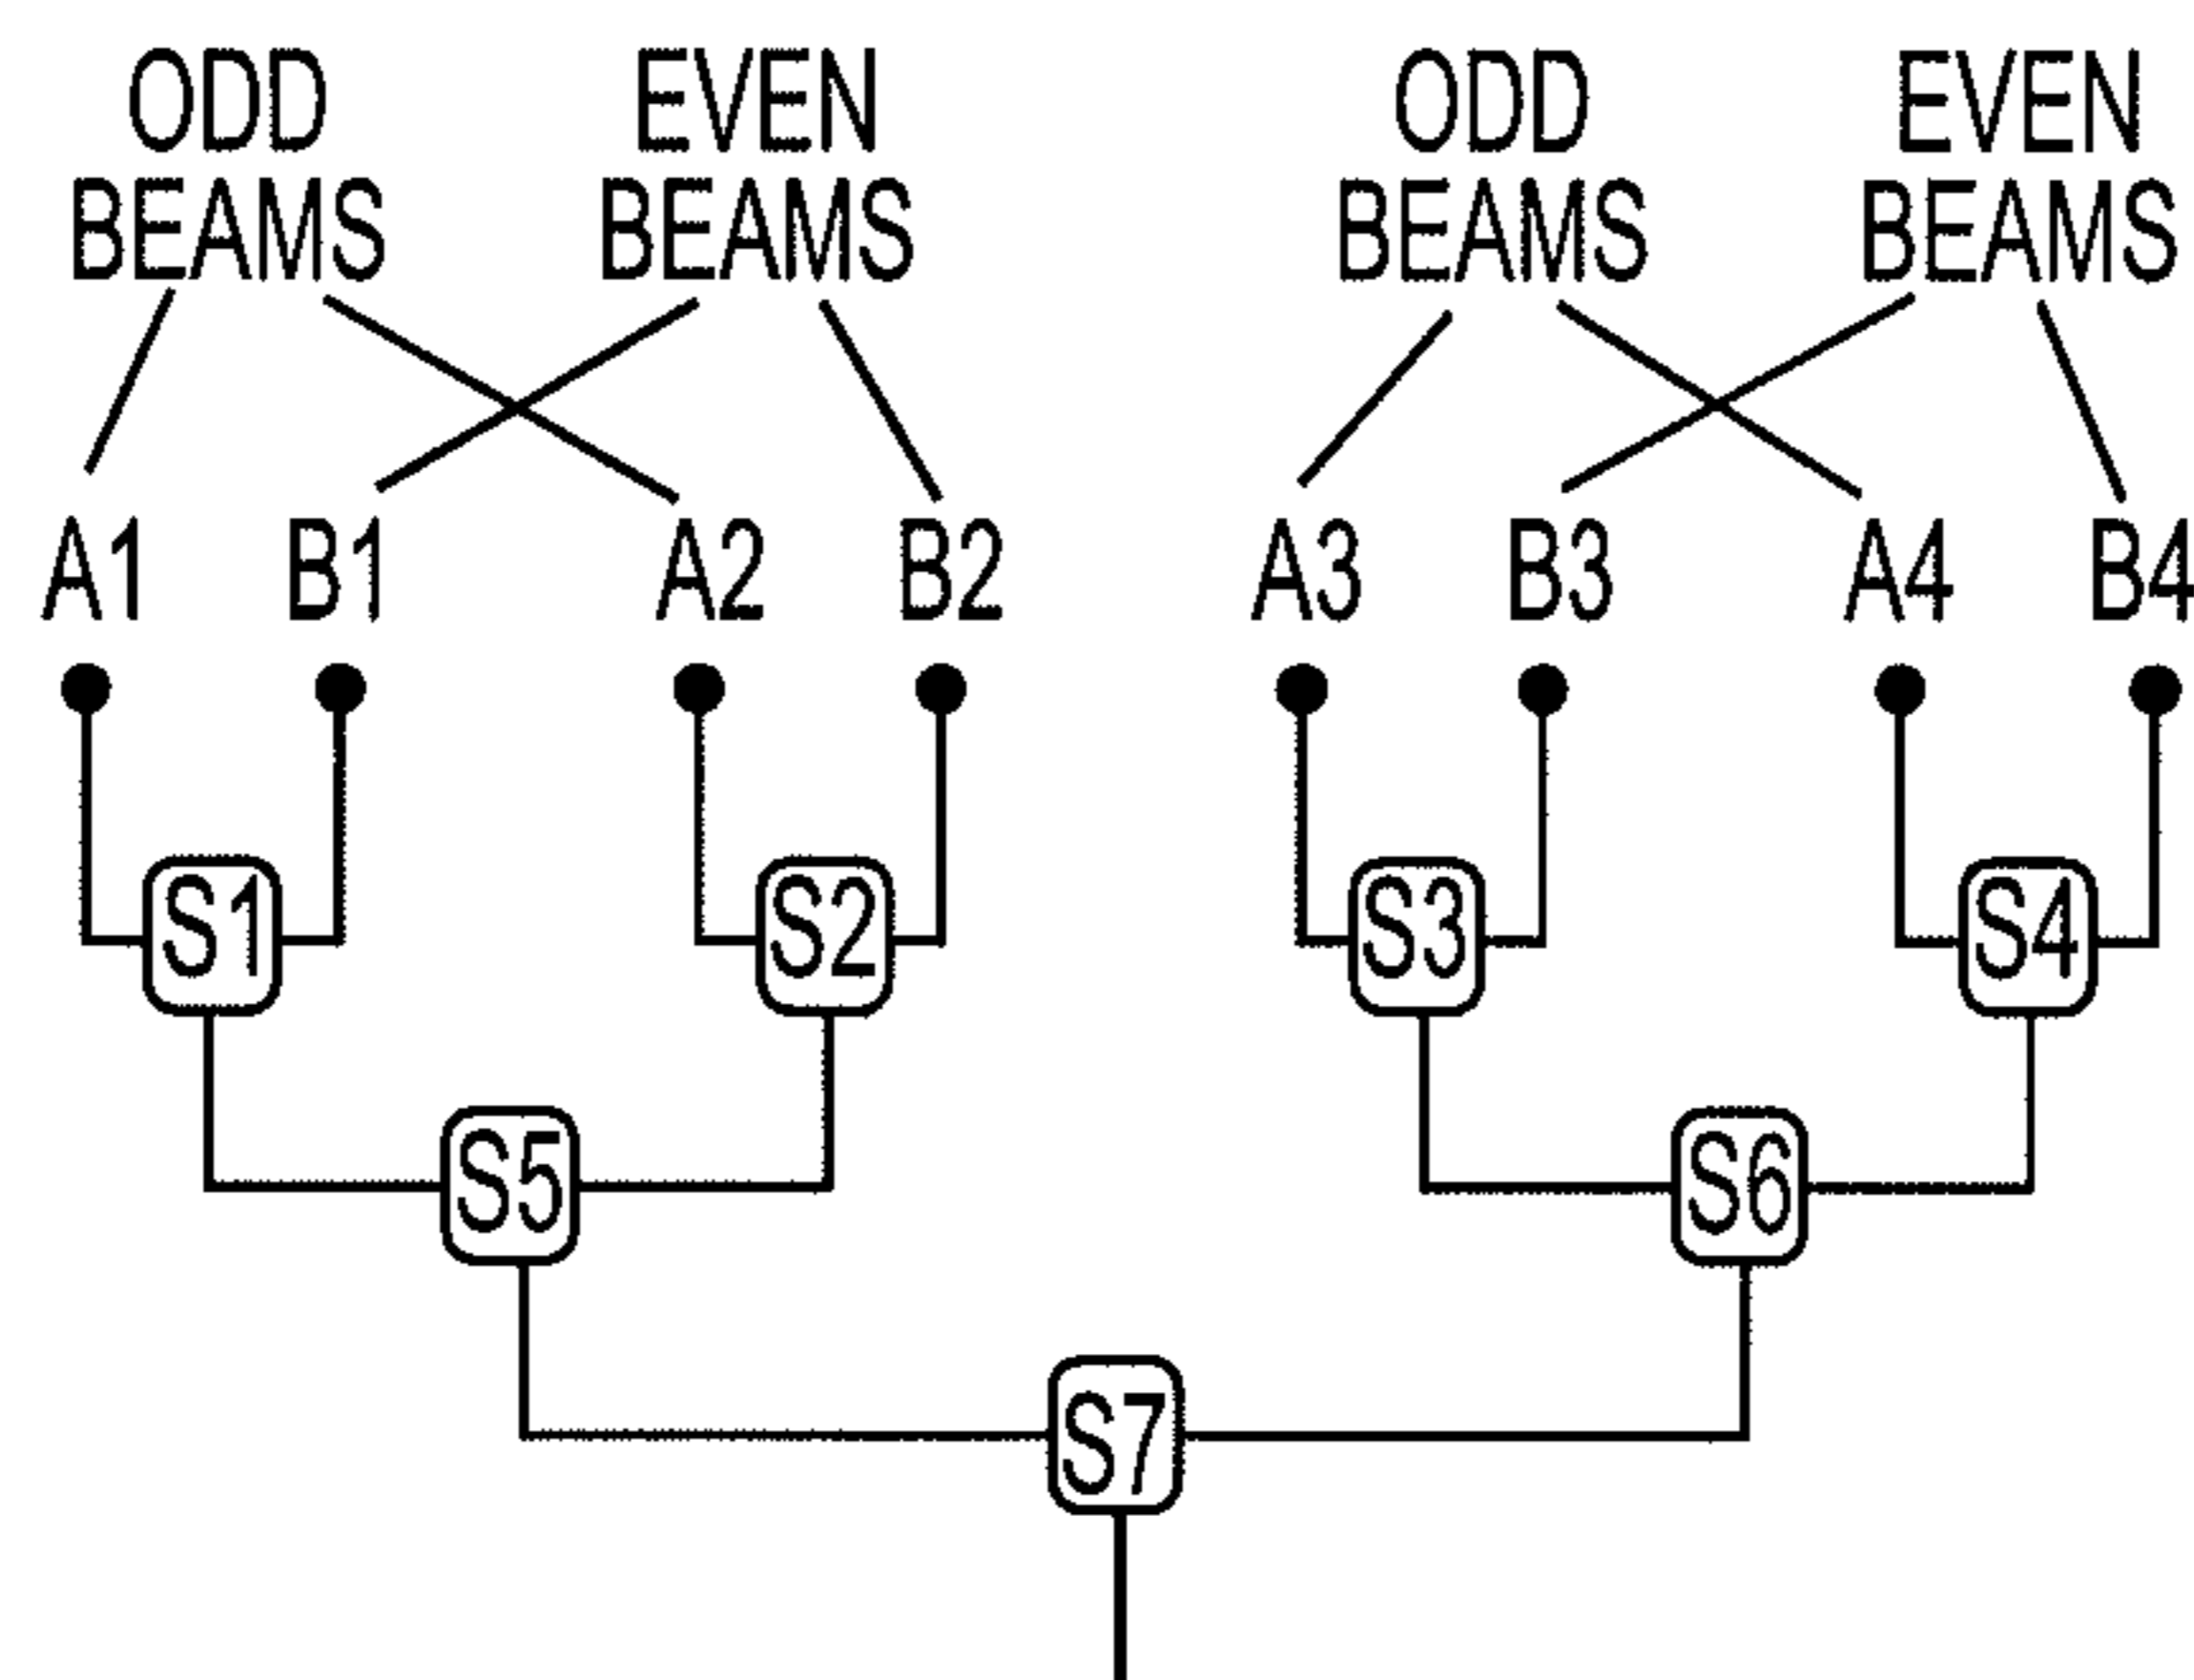 ODD EVEN ODD EVEN
BEAMS BEAMS BEAMS BEAMS
A1 B1 A2 B2 A3 B3 A4 B4
S1 S2 S3 S4
S5 S6
S7